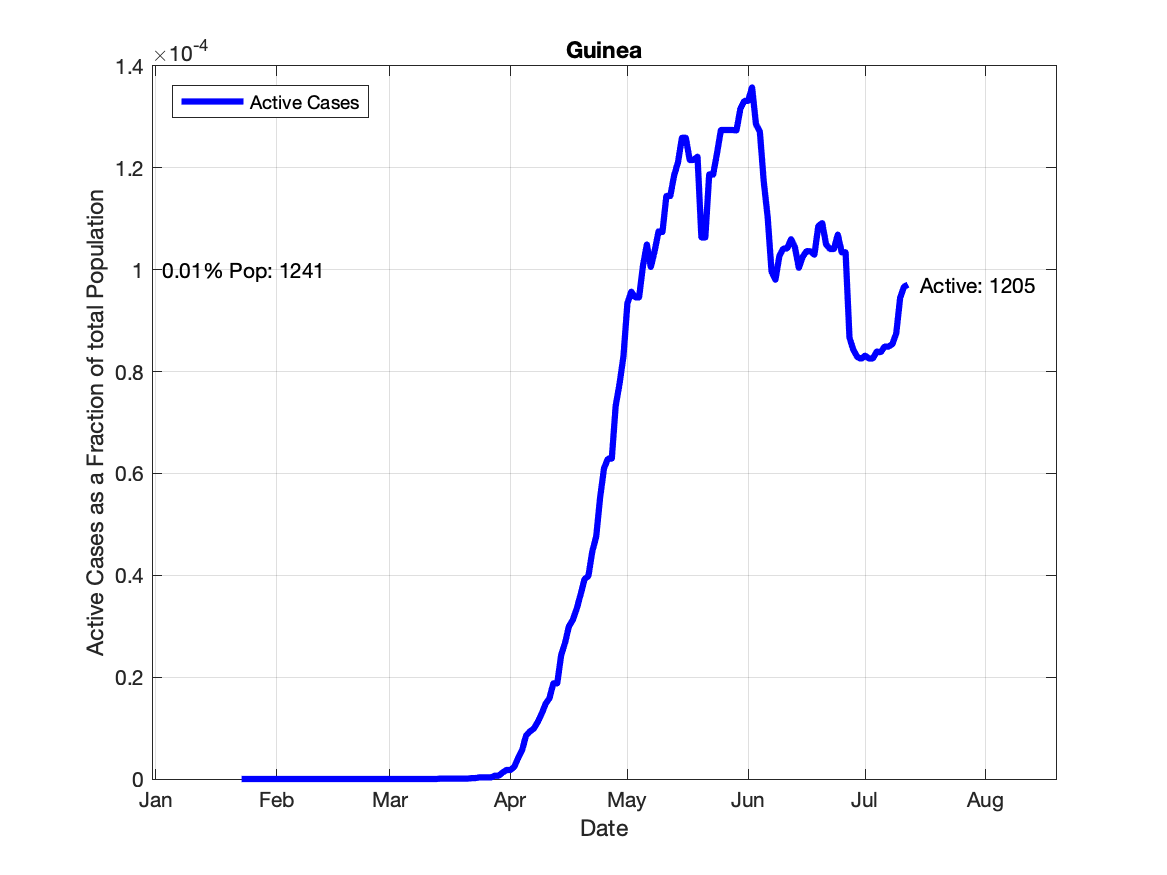 Guinea
×10-4
Active Cases
1.4
1.2
1
0.8
0.6
0.4
0.2
0
0.01% Pop: 1241
Active: 1205
Active Cases as a Fraction of total Population
Jan Feb Mar Apr May Jun Jul Aug
Date